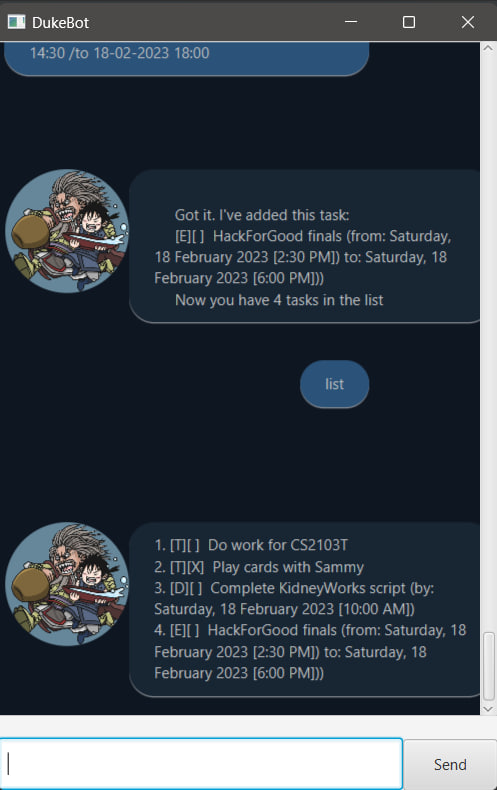 DukeBot
14:30 /to 18-02-2023 18:00
Got it. I've added this task:
[E][ ]  HackForGood finals (from: Saturday,
18 February 2023 [2:30 PM]) to: Saturday, 18
February 2023 [6:00 PM]))
Now you have 4 tasks in the list
list
1. [T][ ]  Do work for CS2103T
2. [T][X]  Play cards with Sammy
3. [D][ ]  Complete KidneyWorks script (by:
Saturday, 18 February 2023 [10:00 AM])
4. [E][ ]  HackForGood finals (from: Saturday, 18
February 2023 [2:30 PM]) to: Saturday, 18
February 2023 [6:00 PM]))
Send